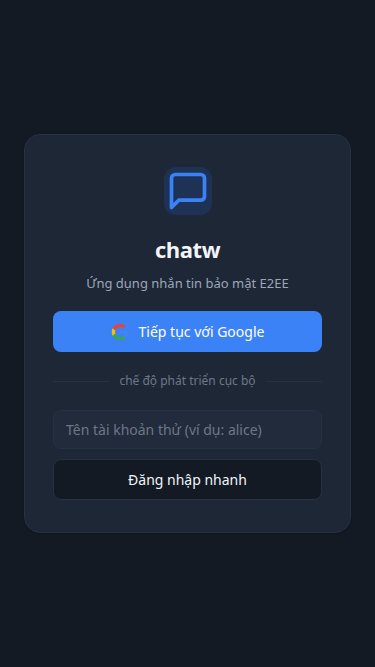 chatw
Ứng dụng nhắn tin bảo mật E2EE
Tiếp tục với Google
chế độ phát triển cục bộ
Tên tài khoản thử (ví dụ: alice)
Đăng nhập nhanh